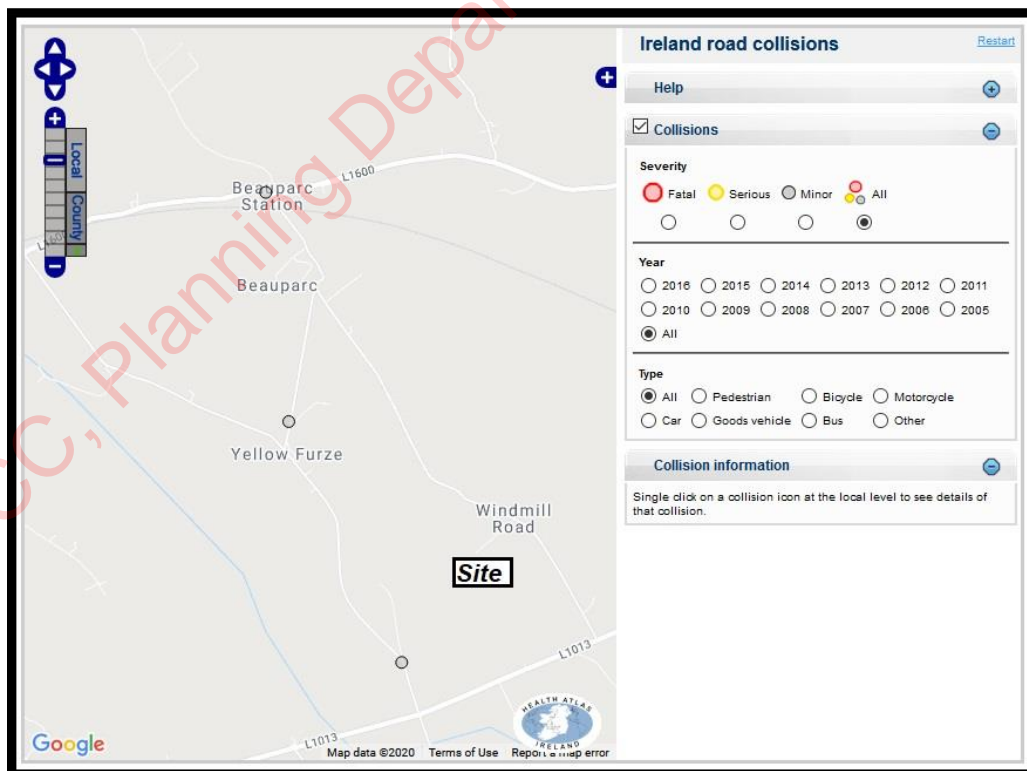 CC, Planning Depar
Local
County
L1600
Beauparc
Station
L1600
Beauparc
Yellow Furze
Windmill
Road
Site
L1013
L1013
HEALTH ATLAS
IRELAND
Google
Map data ©2020 Terms of Use Report a map error
Ireland road collisions
Restart
Help
Collisions
Severity
Fatal Serious Minor All
Year
2016 2015 2014 2013 2012 2011
2010 2009 2008 2007 2006 2005
All
Type
All Pedestrian Bicycle Motorcycle
Car Goods vehicle Bus Other
Collision information
Single click on a collision icon at the local level to see details of
that collision.